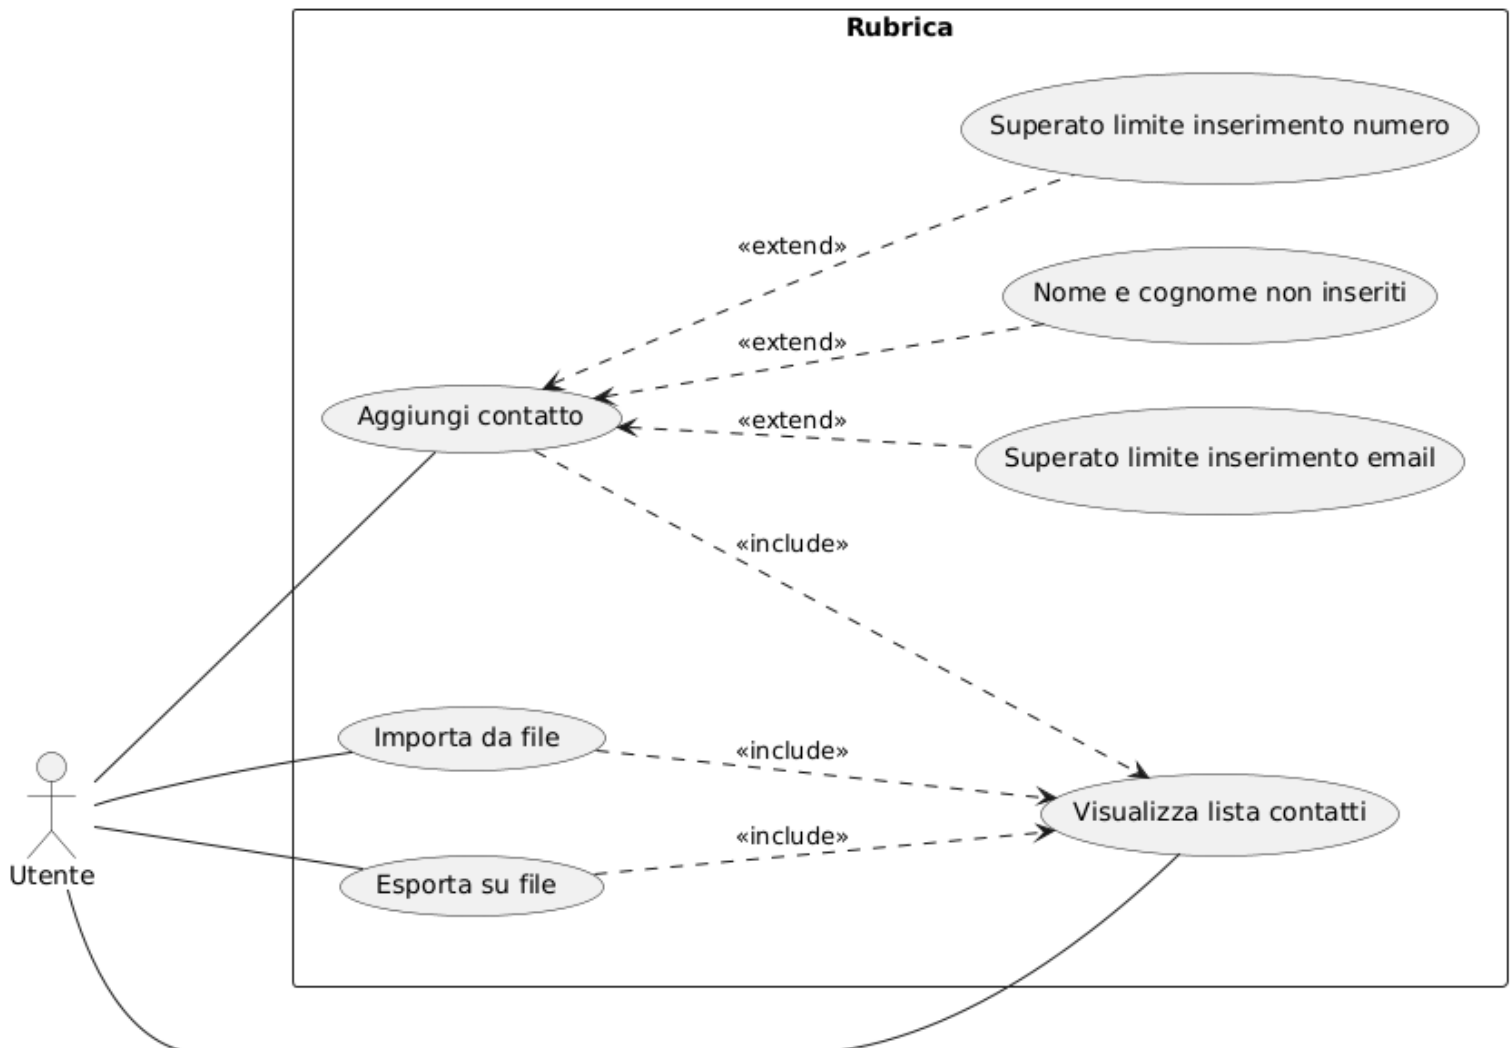 Rubrica
Superato limite inserimento numero
«extend»
Nome e cognome non inseriti
«extend»
Aggiungi contatto
«extend»
Superato limite inserimento email
«include»
Importa da file
«include»
Visualizza lista contatti
«include»
Esporta su file
Utente